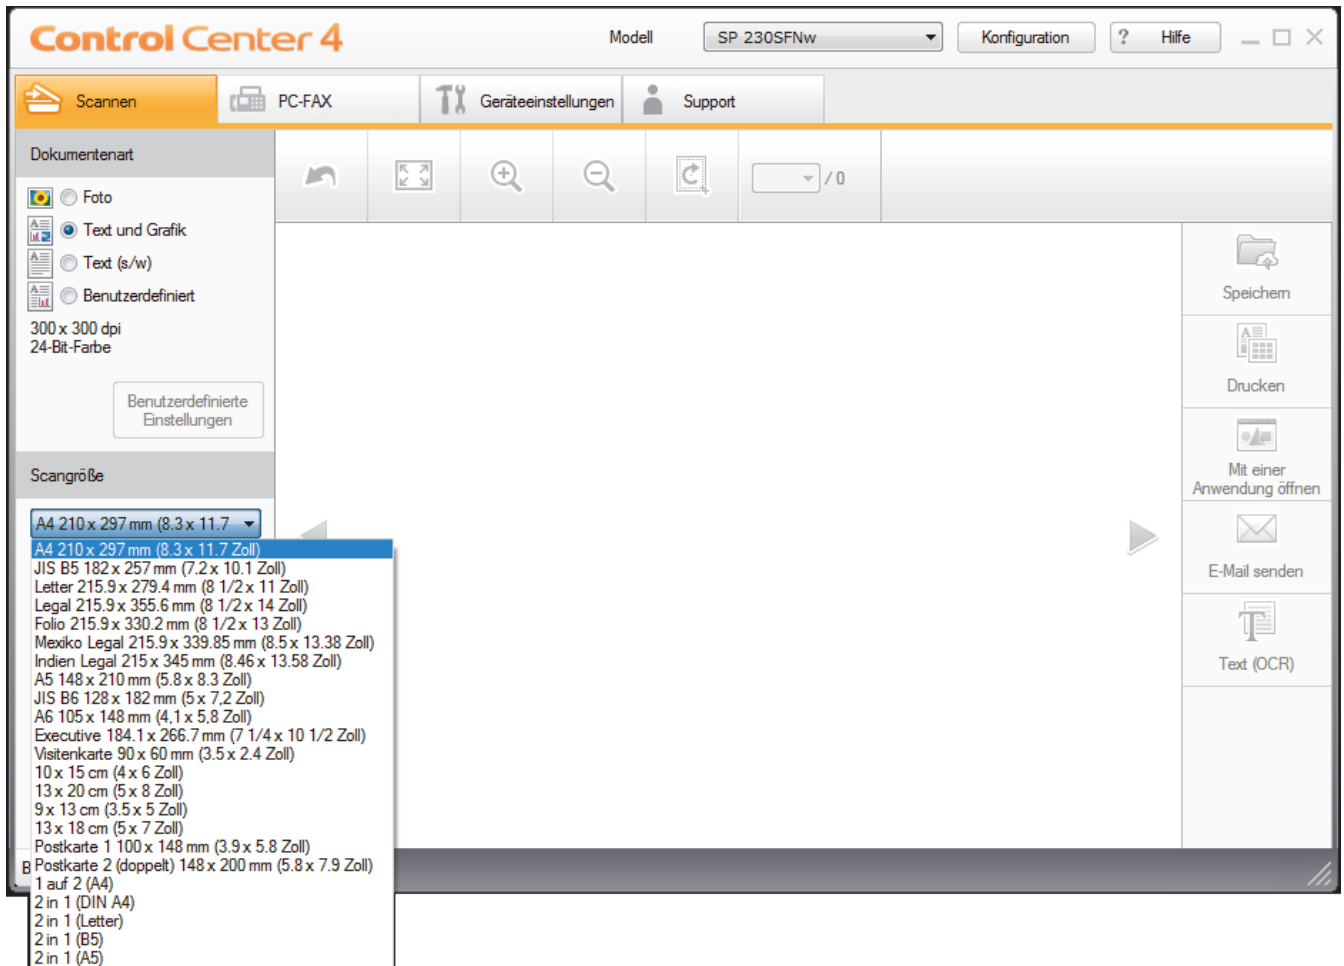 Control Center 4
Modell
SP 230SFNw
Konfiguration
? Hilfe
Scannen
PC-FAX
Geräteeinstellungen
Support
Dokumentenart
/ 0
Foto
Text und Grafik
Text (s/w)
Benutzerdefiniert
300 x 300 dpi
24-Bit-Farbe
Benutzerdefinierte
Einstellungen
Scangröße
A4 210 x 297 mm (8.3 x 11.7
A4 210 x 297 mm (8.3 x 11.7 Zoll)
JIS B5 182 x 257 mm (7.2 x 10.1 Zoll)
Letter 215.9 x 279.4 mm (8 1/2 x 11 Zoll)
Legal 215.9 x 355.6 mm (8 1/2 x 14 Zoll)
Folio 215.9 x 330.2 mm (8 1/2 x 13 Zoll)
Mexiko Legal 215.9 x 339.85 mm (8.5 x 13.38 Zoll)
Indien Legal 215 x 345 mm (8.46 x 13.58 Zoll)
A5 148 x 210 mm (5.8 x 8.3 Zoll)
JIS B6 128 x 182 mm (5 x 7,2 Zoll)
A6 105 x 148 mm (4,1 x 5,8 Zoll)
Executive 184.1 x 266.7 mm (7 1/4 x 10 1/2 Zoll)
Visitenkarte 90 x 60 mm (3.5 x 2.4 Zoll)
10 x 15 cm (4 x 6 Zoll)
13 x 20 cm (5 x 8 Zoll)
9 x 13 cm (3.5 x 5 Zoll)
13 x 18 cm (5 x 7 Zoll)
Postkarte 1 100 x 148 mm (3.9 x 5.8 Zoll)
Postkarte 2 (doppelt) 148 x 200 mm (5.8 x 7.9 Zoll)
1 auf 2 (A4)
2 in 1 (DIN A4)
2 in 1 (Letter)
2 in 1 (B5)
2 in 1 (A5)
Speichern
Drucken
Mit einer
Anwendung öffnen
E-Mail senden
Text (OCR)